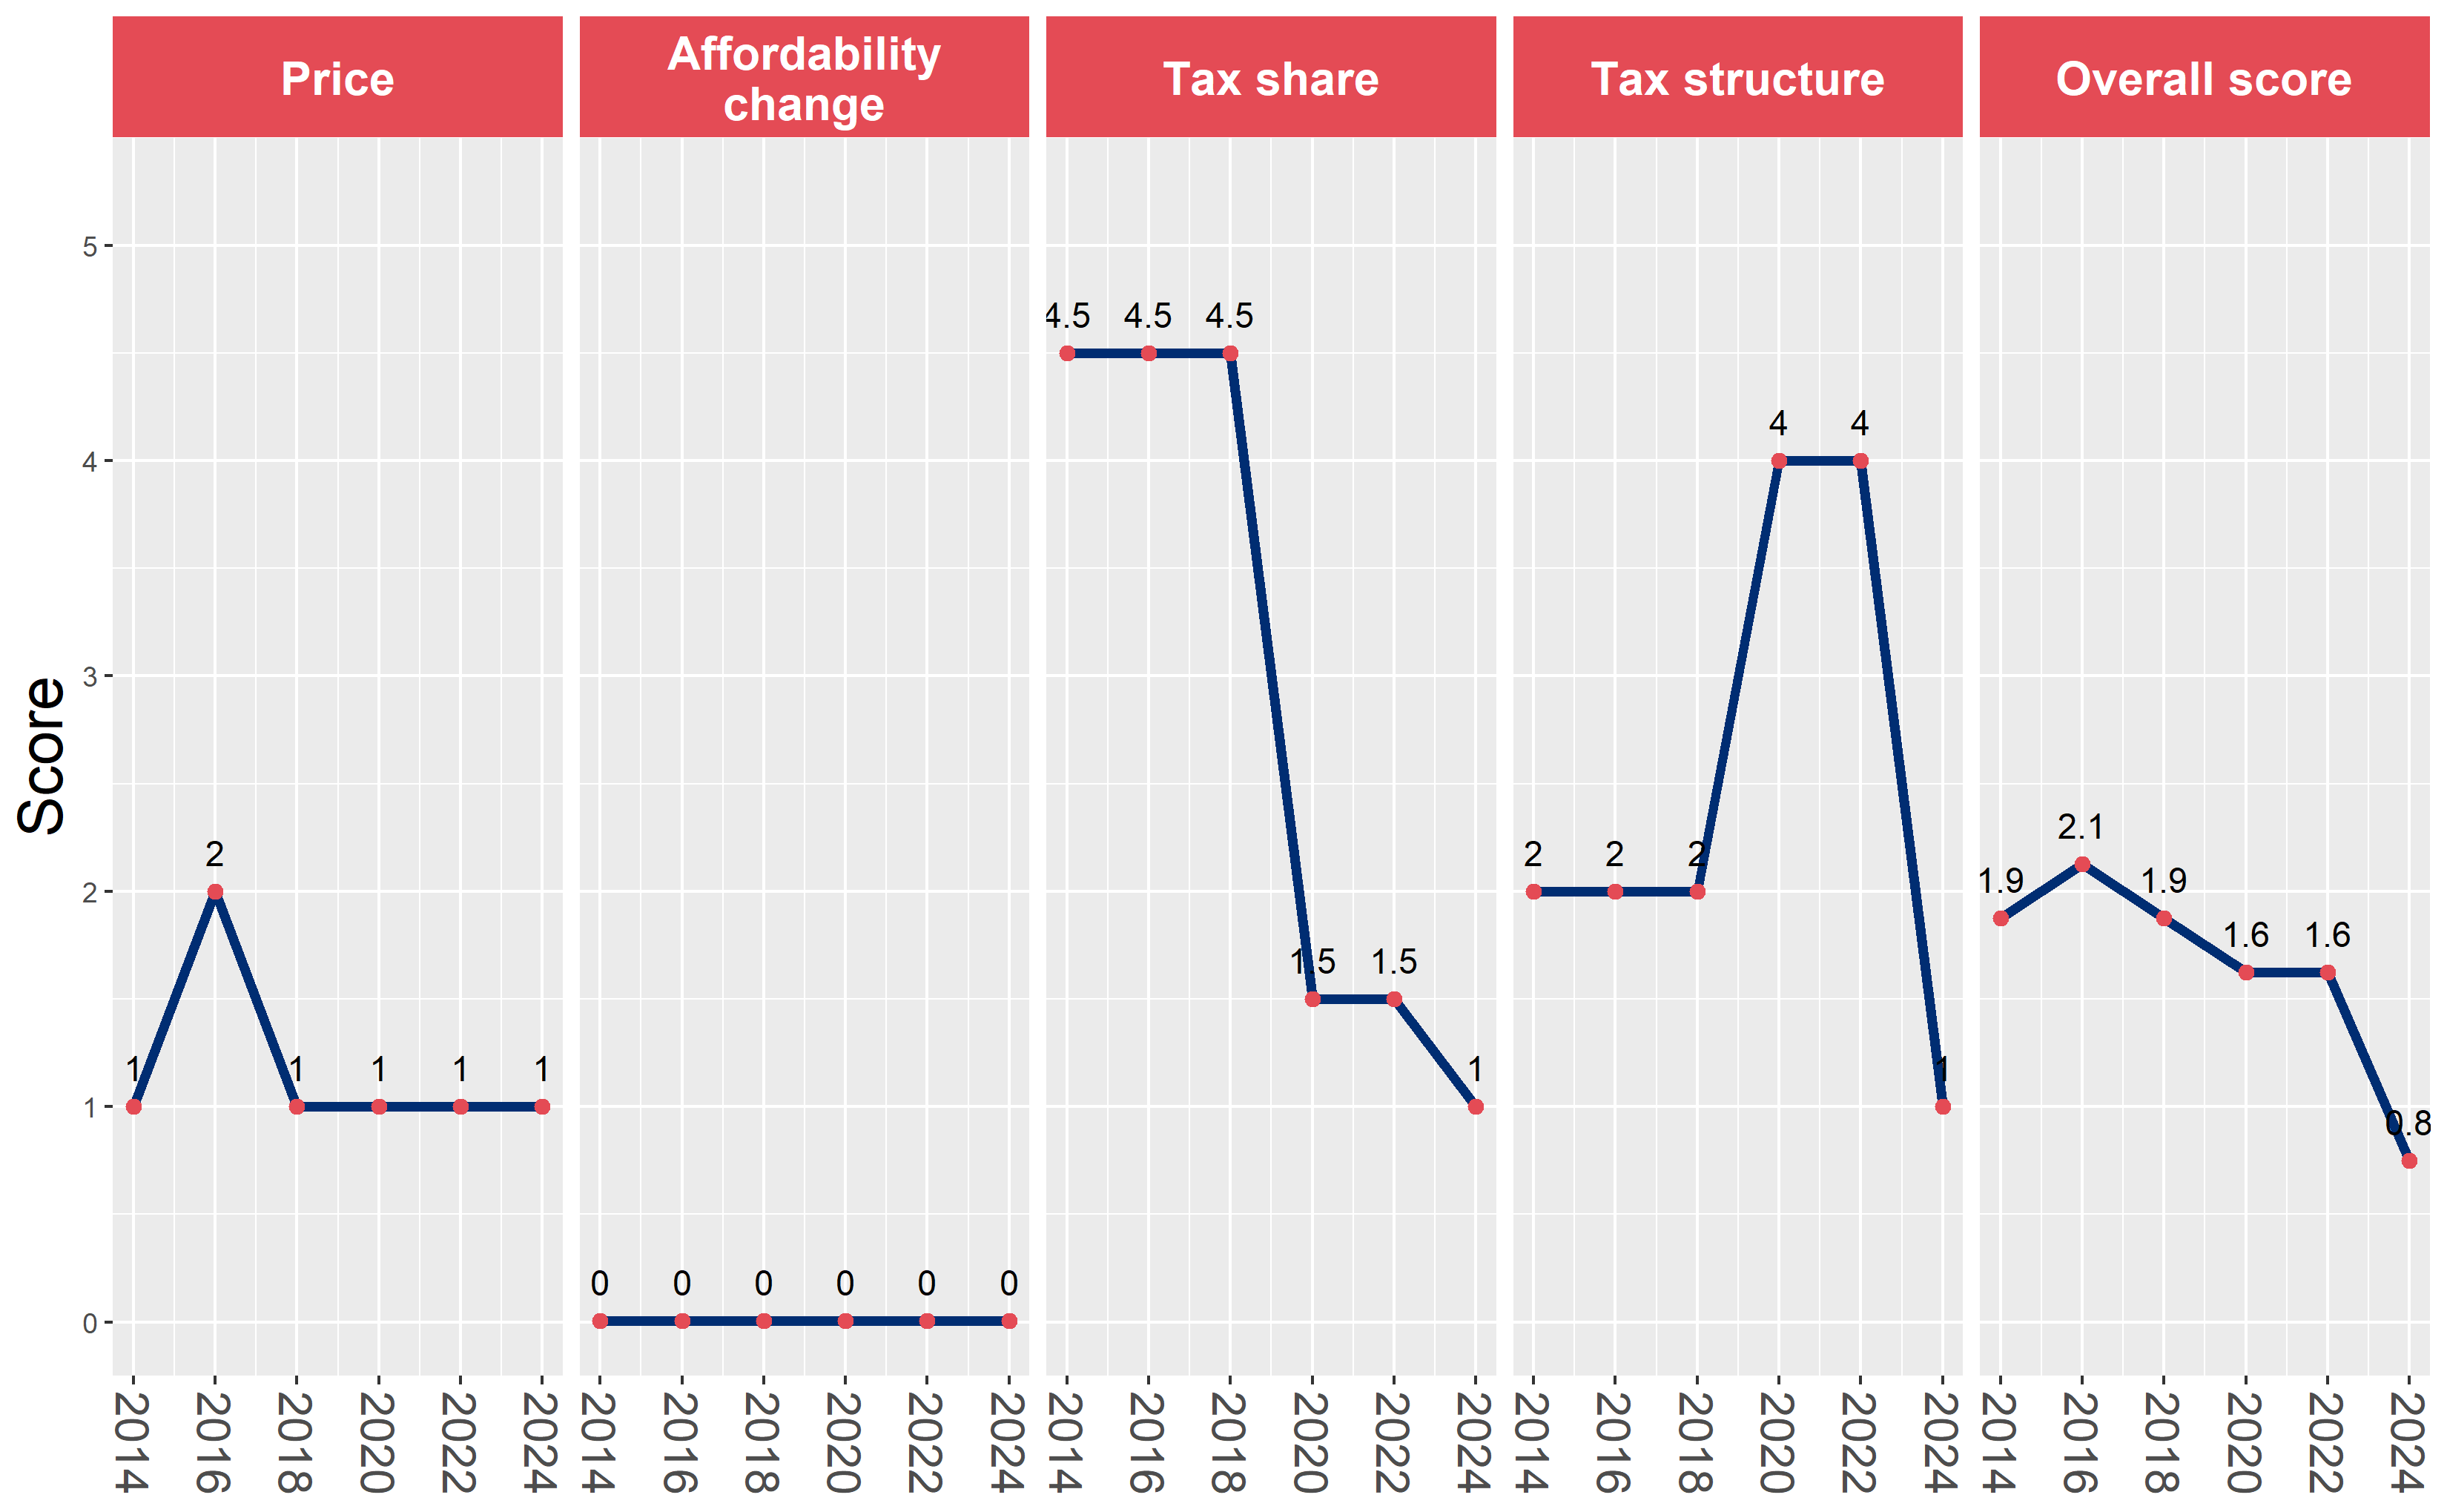 Price
Affordability
change
Tax share
Tax structure
Overall score
Score
5
4
3
2
1
0
1 2 1 1 1 1
0 0 0 0 0 0
4.5 4.5 4.5 1.5 1.5 1
2 2 2 4 4 1
1.9 2.1 1.9 1.6 1.6 0.8
2014 2016 2018 2020 2022 2024
2014 2016 2018 2020 2022 2024
2014 2016 2018 2020 2022 2024
2014 2016 2018 2020 2022 2024
2014 2016 2018 2020 2022 2024